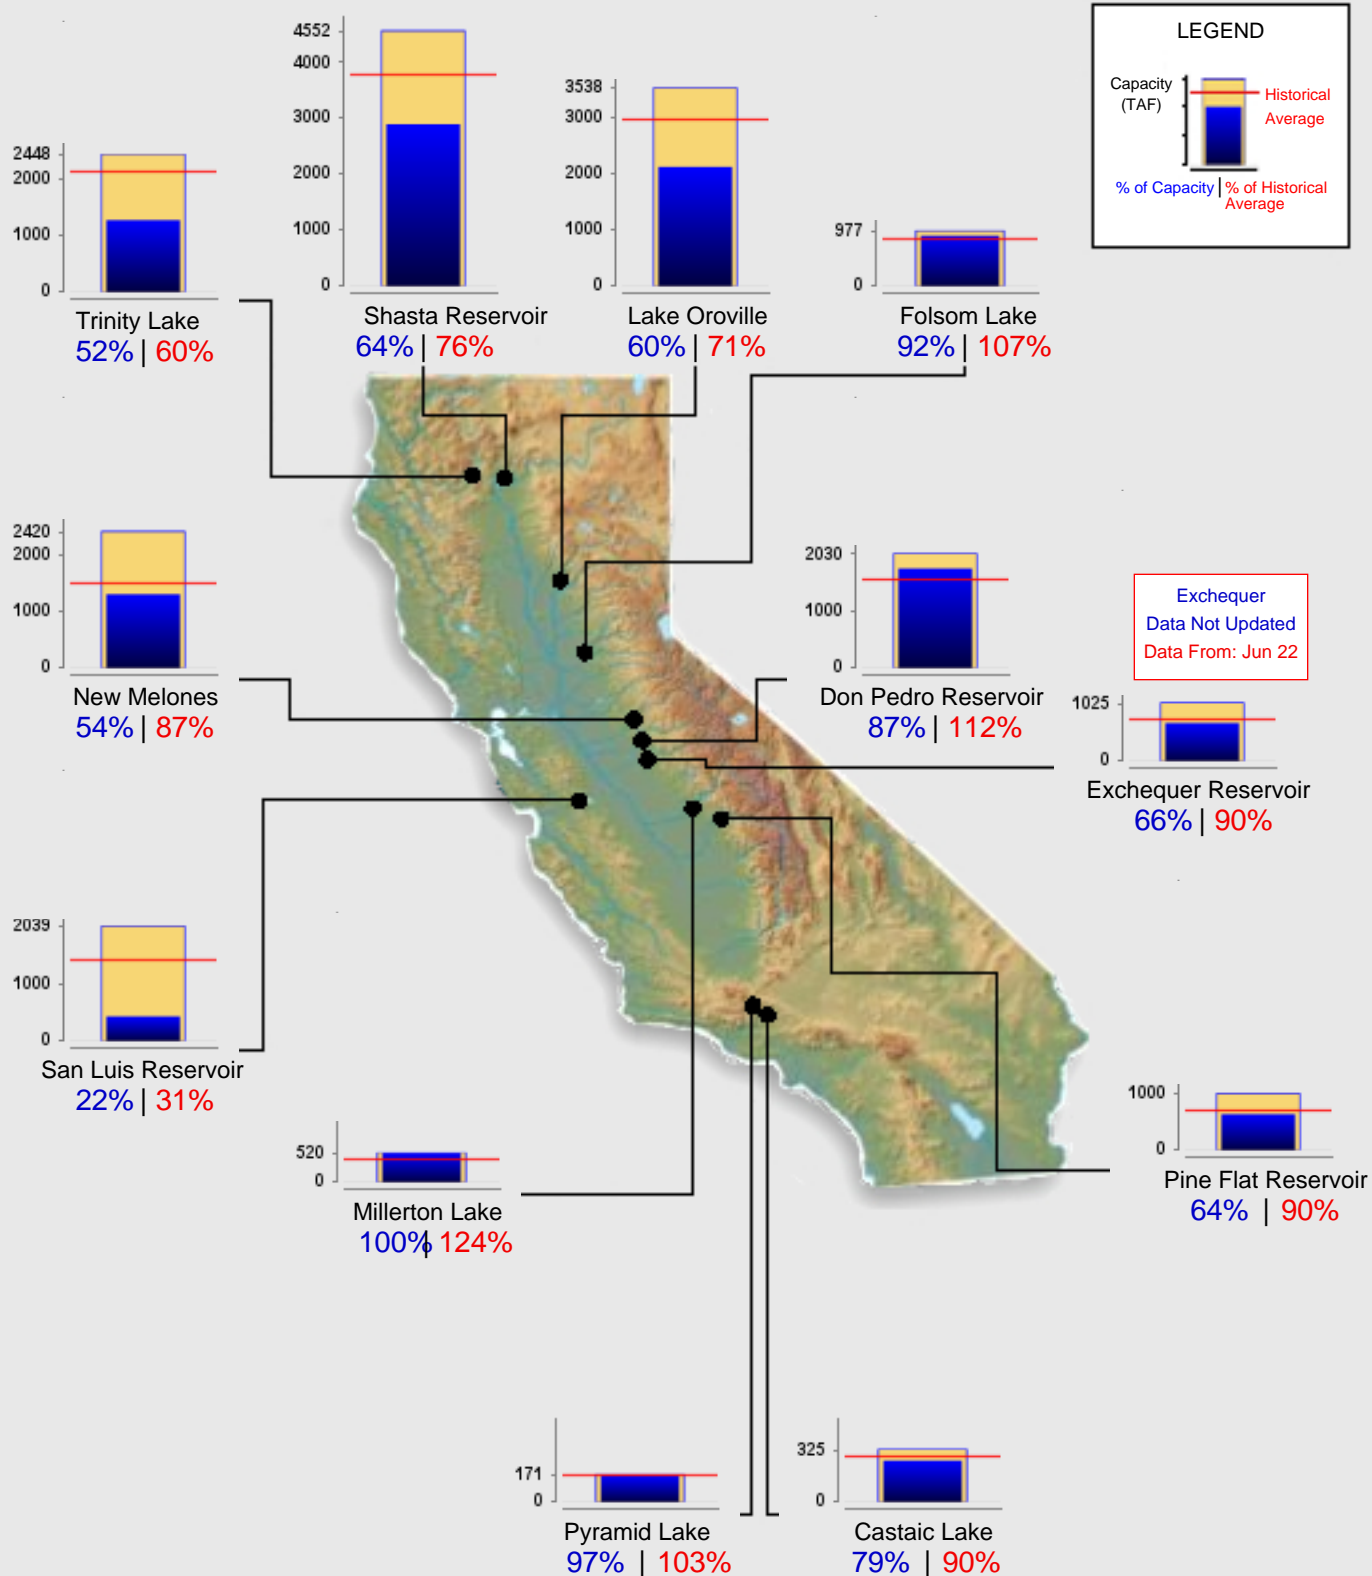 LEGEND
Capacity
(TAF)
Historical
Average
% of Capacity | % of Historical
Average
4552
4000
3000
2000
1000
0
Shasta Reservoir
64% | 76%
3538
3000
2000
1000
0
Lake Oroville
60% | 71%
2448
2000
1000
0
Trinity Lake
52% | 60%
977
0
Folsom Lake
92% | 107%
2420
2000
1000
0
New Melones
54% | 87%
2030
1000
0
Don Pedro Reservoir
87% | 112%
Exchequer
Data Not Updated
Data From: Jun 22
1025
0
Exchequer Reservoir
66% | 90%
2039
1000
0
San Luis Reservoir
22% | 31%
520
0
Millerton Lake
100% | 124%
1000
0
Pine Flat Reservoir
64% | 90%
171
0
Pyramid Lake
97% | 103%
325
0
Castaic Lake
79% | 90%